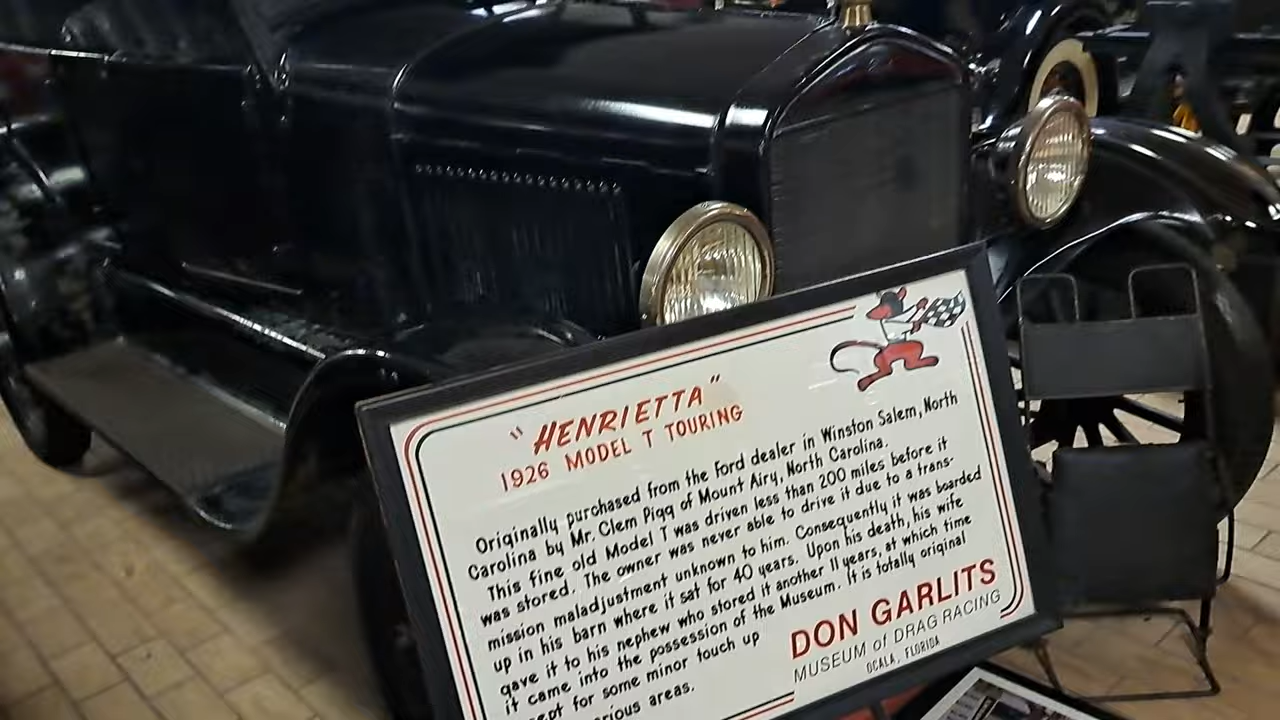 "HENRIETTA"
1926 MODEL T TOURING
Originally purchased from the Ford dealer in Winston Salem, North
Carolina by Mr. Clem Pigg of Mount Airy, North Carolina.
This fine old Model T was driven less than 200 miles before it
was stored. The owner was never able to drive it due to a trans-
mission maladjustment unknown to him. Consequently it was boarded
up in his barn where it sat for 40 years. Upon his death, his wife
gave it to his nephew who stored it another 11 years, at which time
it came into the possession of the Museum. It is totally original
ept for some minor touch up
rious areas.
DON GARLITS
MUSEUM of DRAG RACING
OCALA, FLORIDA